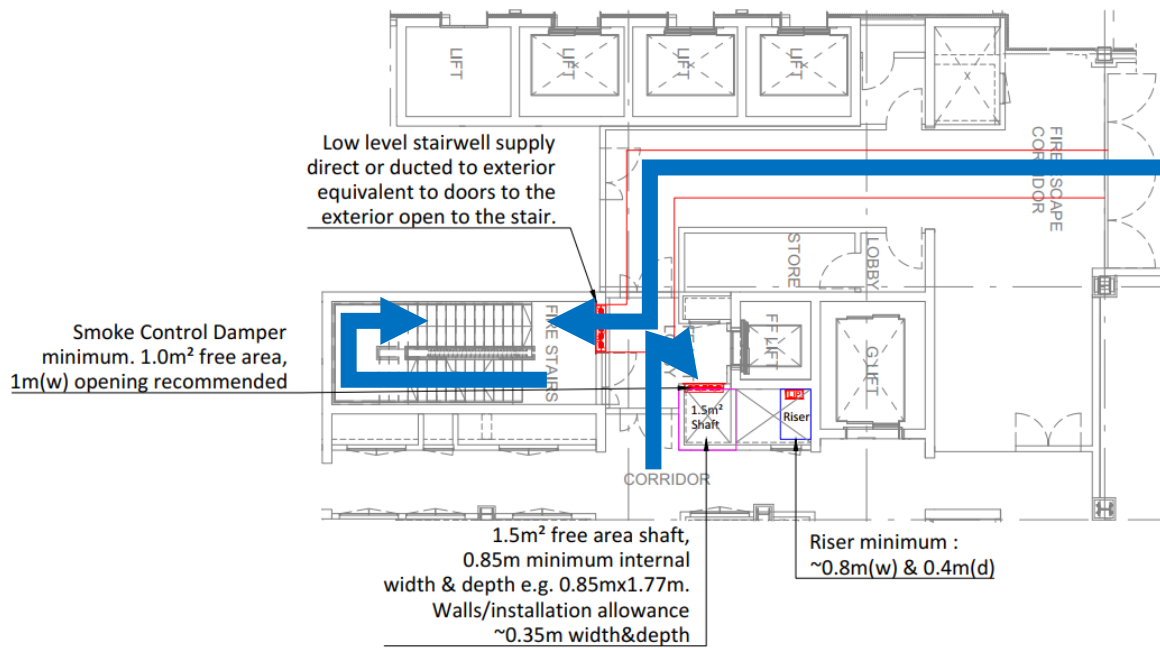 LIFT
LIFT
LIFT
LIFT
Low level stairwell supply
direct or ducted to exterior
equivalent to doors to the
exterior open to the stair.
STORE
LOBBY
Smoke Control Damper
minimum. 1.0m² free area,
1m(w) opening recommended
FIRE STAIRS
LIFT
G LIFT
1.5m²
Shaft
Riser
CORRIDOR
CORRIDOR
1.5m² free area shaft,
0.85m minimum internal
width & depth e.g. 0.85mx1.77m.
Walls/installation allowance
~0.35m width&depth
Riser minimum :
~0.8m(w) & 0.4m(d)